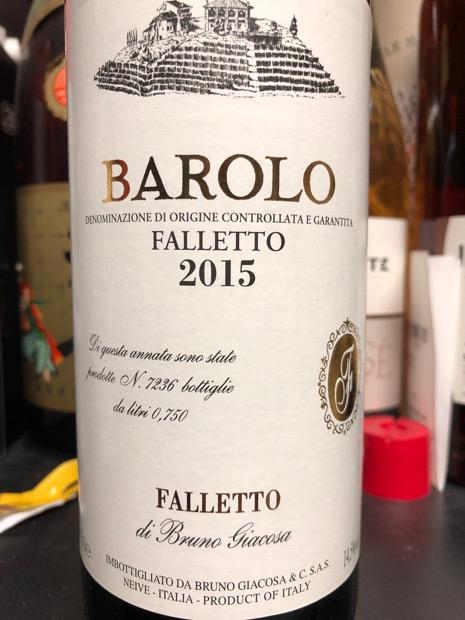 BAROLO
DENOMINAZIONE DI ORIGINE CONTROLLATA E GARANTITA
FALLETTO
2015
Di questa annata sono state
prodotte N. 7236 bottiglie
da litri 0,750
F
FALLETTO
di Bruno Giacosa
IMBOTTIGLIATO DA BRUNO GIACOSA & C. S.A.S.
NEIVE - ITALIA - PRODUCT OF ITALY